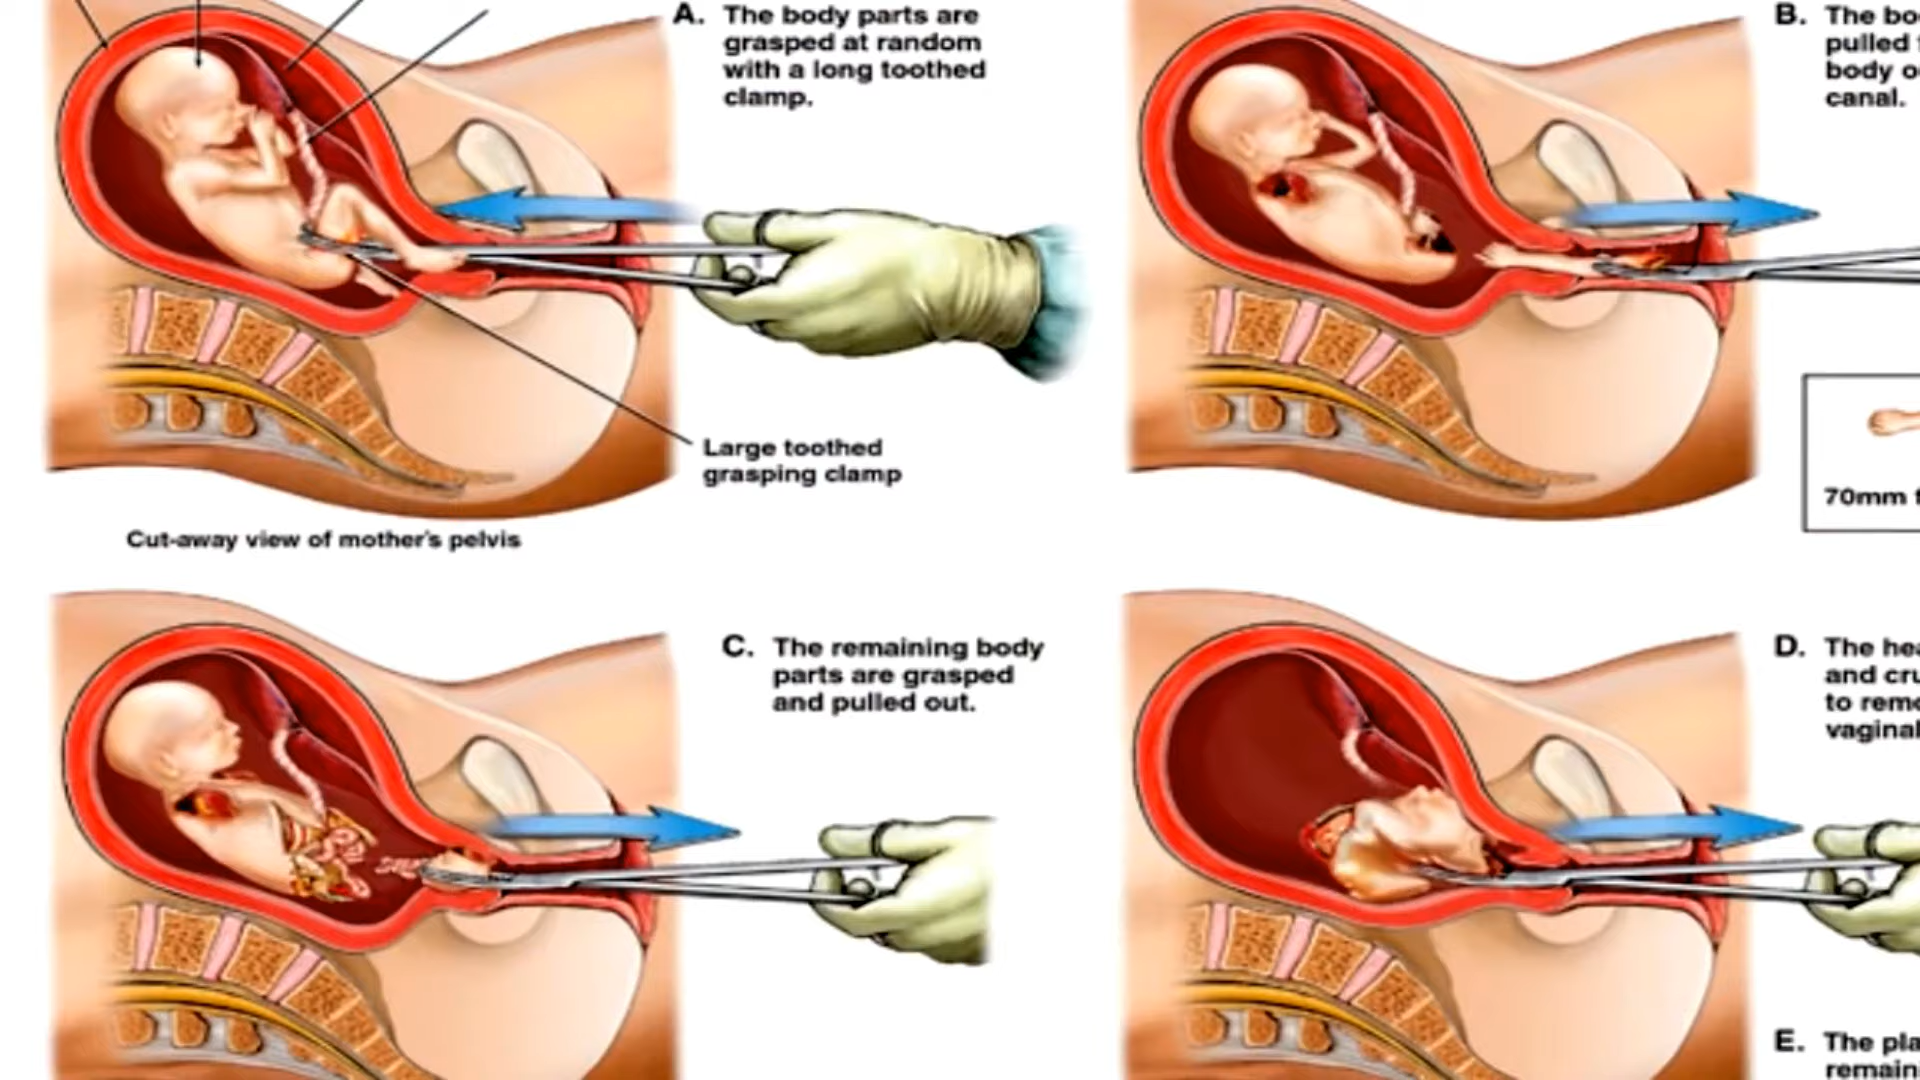 A. The body parts are
grasped at random
with a long toothed
clamp.
Large toothed
grasping clamp
Cut-away view of mother's pelvis
B. The
pulled
body
canal.
70mm
C. The remaining body
parts are grasped
and pulled out.
D. The
and
to
vaginal
E. The
remain